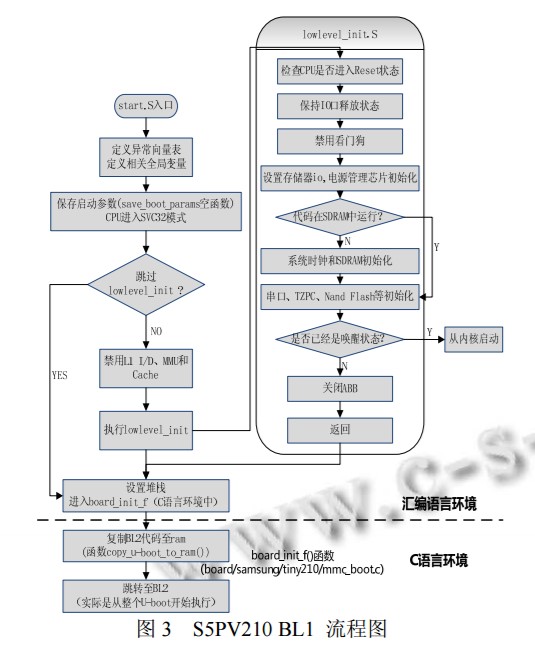 start.S入口
定义异常向量表
定义相关全局变量
保存启动参数(save_boot_params空函数)
CPU进入SVC32模式
跳过
lowlevel_init？
YES
NO
禁用L1 I/D、MMU和
Cache
执行lowlevel_init
lowlevel_init.S
检查CPU是否进入Reset状态
保持IO口释放状态
禁用看门狗
设置存储器io,电源管理芯片初始化
代码在SDRAM中运行?
Y
N
系统时钟和SDRAM初始化
串口、TZPC、Nand Flash等初始化
是否已经是唤醒状态?
Y
从内核启动
N
关闭ABB
返回
设置堆栈
进入board_init_f（C语言环境中）
汇编语言环境
复制BL2代码至ram
(函数copy_u-boot_to_ram())
board_init_f()函数
(board/samsung/tiny210/mmc_boot.c)
C语言环境
跳转至BL2
（实际是从整个U-boot开始执行）
www.c-s-
图 3 S5PV210 BL1 流程图